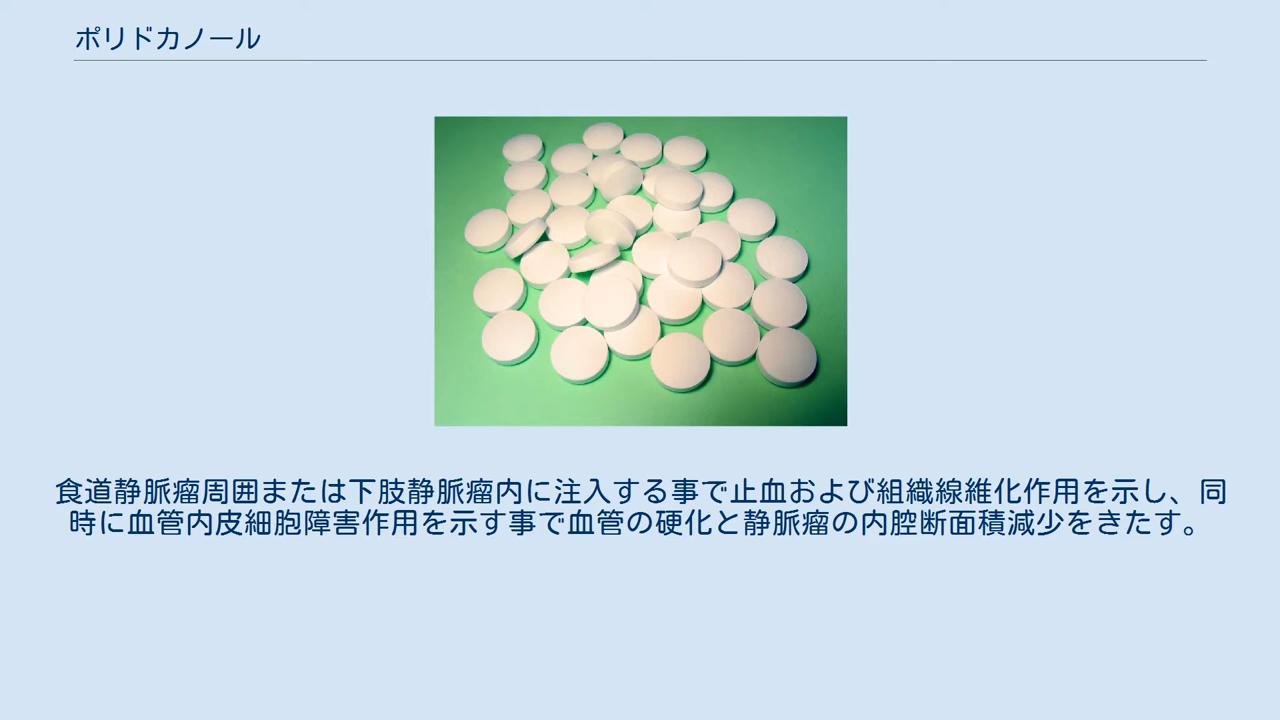 ポリドカノール
食道静脈瘤周囲または下肢静脈瘤内に注入する事で止血および組織線維化作用を示し、同
時に血管内皮細胞障害作用を示す事で血管の硬化と静脈瘤の内腔断面積減少をきたす。